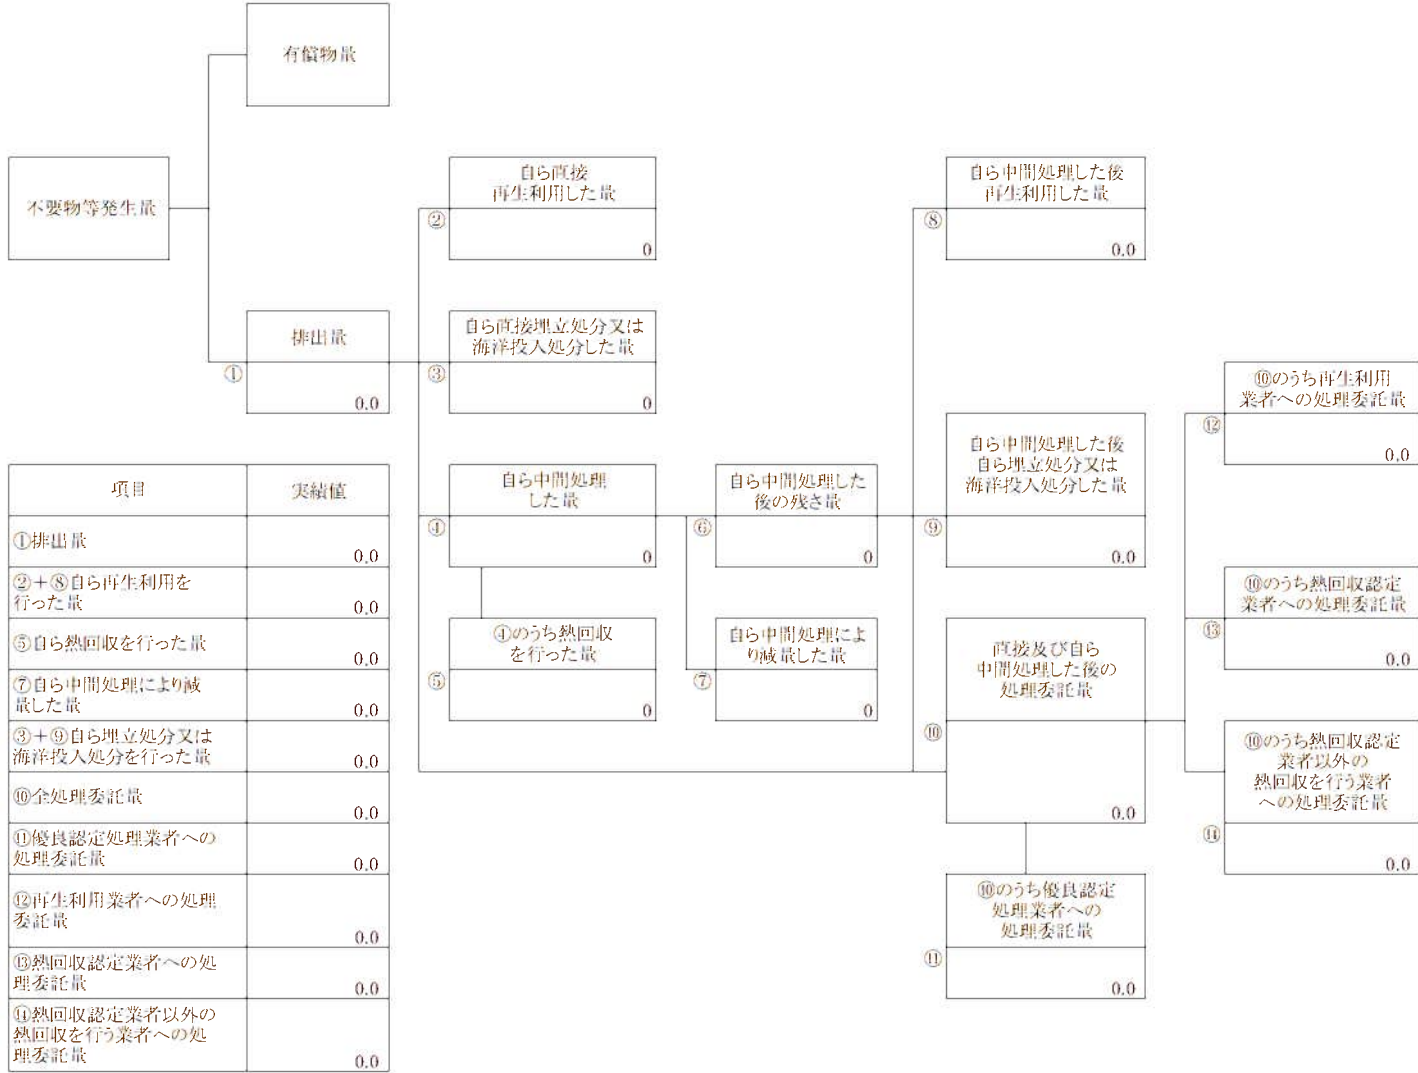 有償物量
不要物等発生量
排出量
①
0.0
自ら直接
再生利用した量
②
0
自ら直接埋立処分又は
海洋投入処分した量
③
0
自ら中間処理
した量
④
0
④のうち熱回収
を行った量
⑤
0
自ら中間処理した
後の残さ量
⑥
0
自ら中間処理によ
り減量した量
⑦
0
自ら中間処理した後
再生利用した量
⑧
0.0
自ら中間処理した後
自ら埋立処分又は
海洋投入処分した量
⑨
0.0
直接及び自ら
中間処理した後の
処理委託量
⑩
0.0
⑩のうち優良認定
処理業者への
処理委託量
⑪
0.0
⑩のうち再生利用
業者への処理委託量
⑫
0.0
⑩のうち熱回収認定
業者への処理委託量
⑬
0.0
⑩のうち熱回収認定
業者以外の
熱回収を行う業者
への処理委託量
⑭
0.0
項目 実績値
①排出量
0.0
②+⑧自ら再生利用を
行った量
0.0
⑤自ら熱回収を行った量
0.0
⑦自ら中間処理により減
量した量
0.0
③+⑨自ら埋立処分又は
海洋投入処分を行った量
0.0
⑩全処理委託量
0.0
⑪優良認定処理業者への
処理委託量
0.0
⑫再生利用業者への処理
委託量
0.0
⑬熱回収認定業者への処
理委託量
0.0
⑭熱回収認定業者以外の
熱回収を行う業者への処
理委託量
0.0